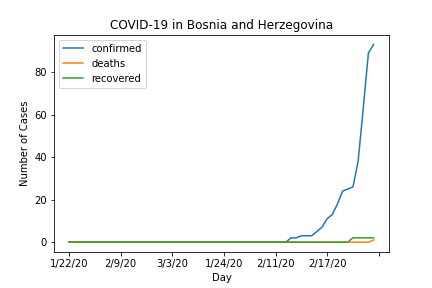 COVID-19 in Bosnia and Herzegovina
confirmed
deaths
recovered
Number of Cases
80
60
40
20
0
1/22/20 2/9/20 3/3/20 1/24/20 2/11/20 2/17/20
Day